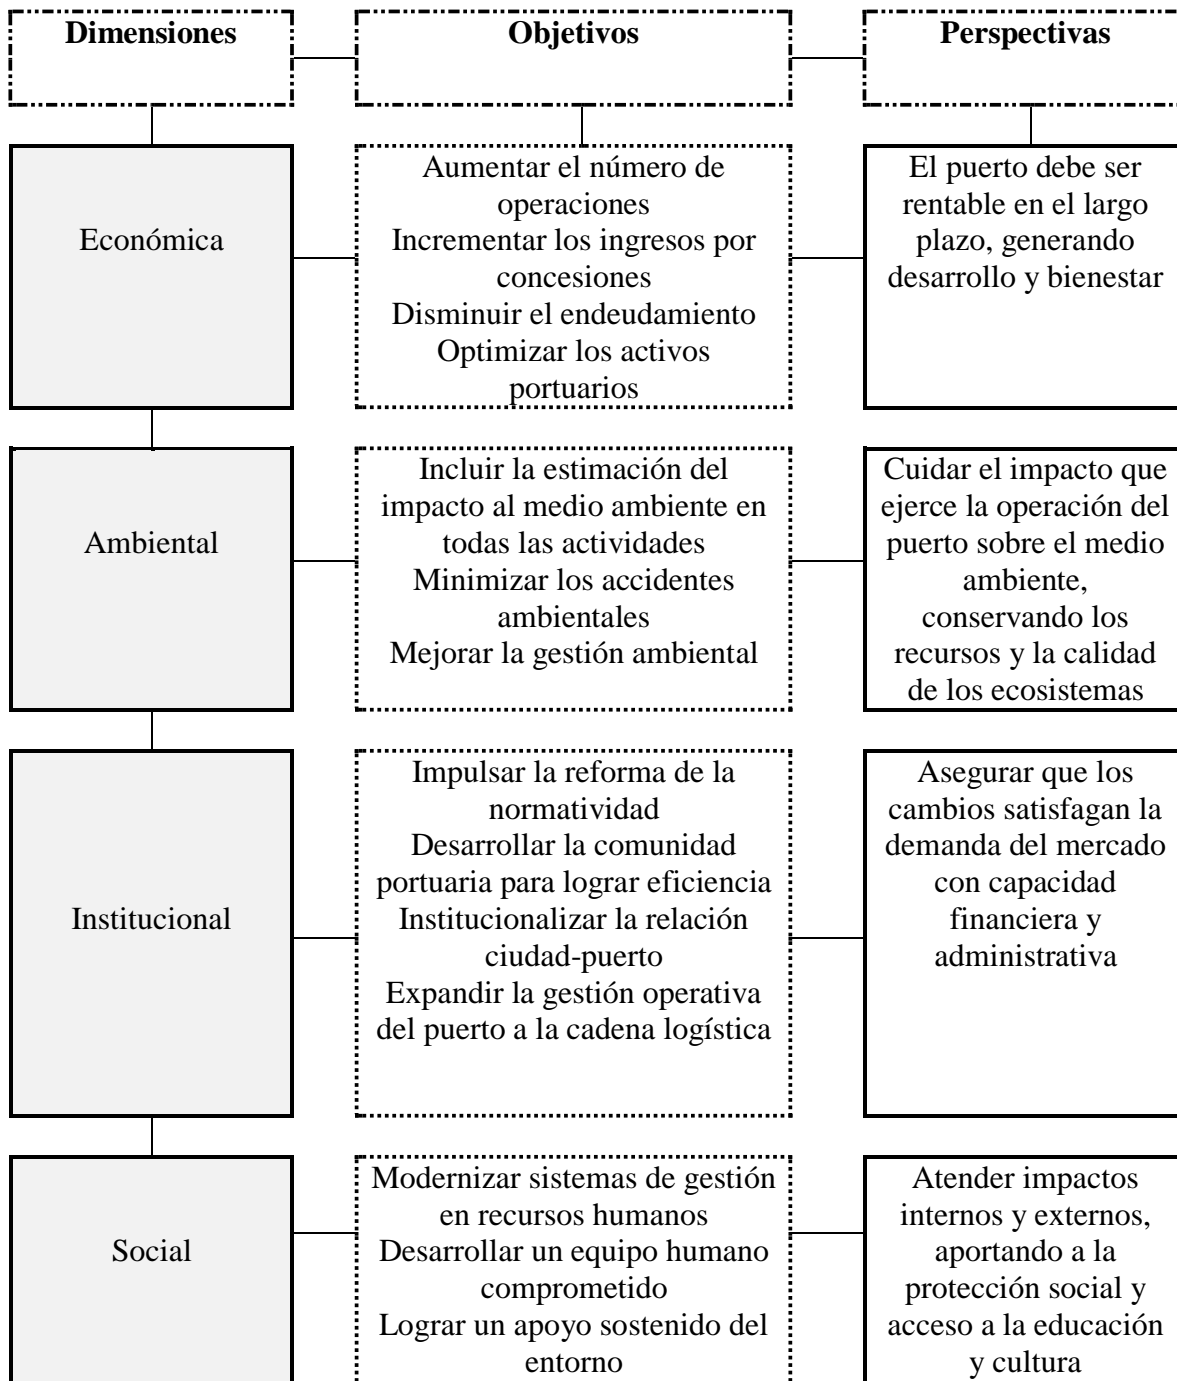 Dimensiones
Objetivos
Perspectivas
Económica
Aumentar el número de
operaciones
Incrementar los ingresos por
concesiones
Disminuir el endeudamiento
Optimizar los activos
portuarios
El puerto debe ser
rentable en el largo
plazo, generando
desarrollo y bienestar
Ambiental
Incluir la estimación del
impacto al medio ambiente en
todas las actividades
Minimizar los accidentes
ambientales
Mejorar la gestión ambiental
Cuidar el impacto que
ejerce la operación del
puerto sobre el medio
ambiente,
conservando los
recursos y la calidad
de los ecosistemas
Institucional
Impulsar la reforma de la
normatividad
Desarrollar la comunidad
portuaria para lograr eficiencia
Institucionalizar la relación
ciudad-puerto
Expandir la gestión operativa
del puerto a la cadena logística
Asegurar que los
cambios satisfagan la
demanda del mercado
con capacidad
financiera y
administrativa
Social
Modernizar sistemas de gestión
en recursos humanos
Desarrollar un equipo humano
comprometido
Lograr un apoyo sostenido del
entorno
Atender impactos
internos y externos,
aportando a la
protección social y
acceso a la educación
y cultura